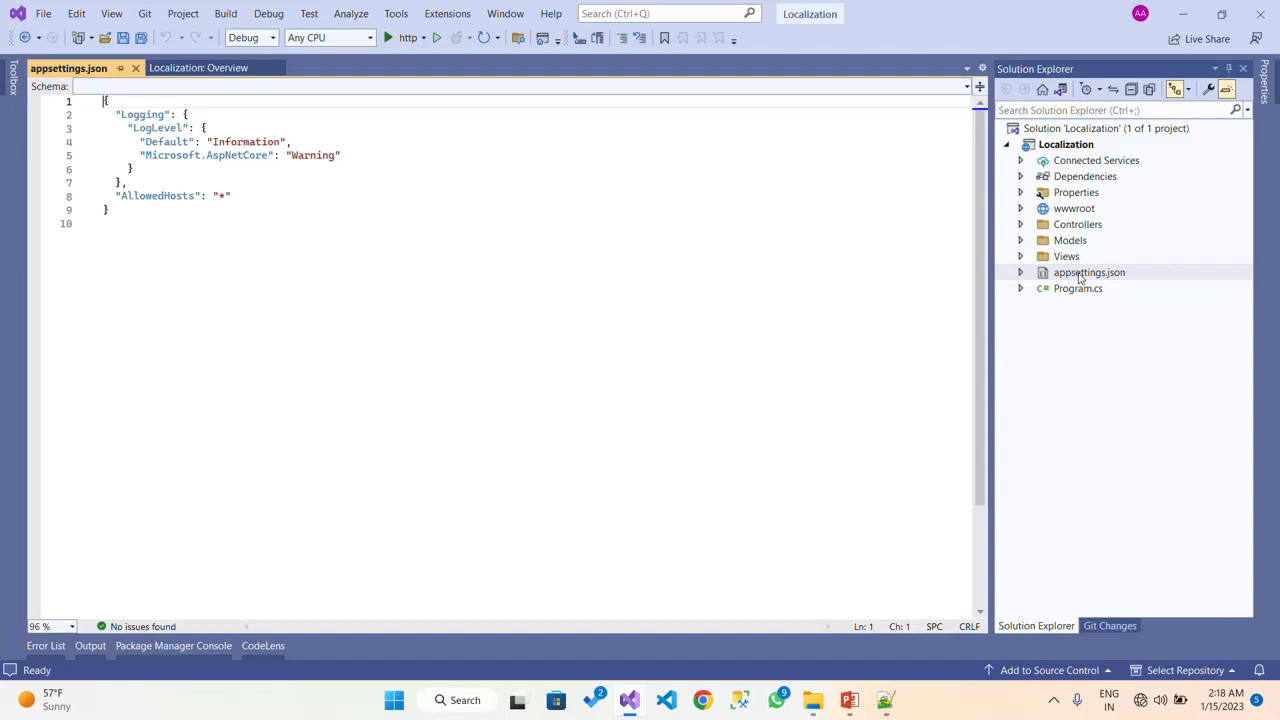 File Edit View Git Project Build Debug Test Analyze Tools Extensions Window Help Search (Ctrl+Q) Localization AA
Debug Any CPU http Live Share
Toolbox
appsettings.json Localization: Overview
Schema:
1 {
2 "Logging": {
3 "LogLevel": {
4 "Default": "Information",
5 "Microsoft.AspNetCore": "Warning"
6 }
7 },
8 "AllowedHosts": "*"
9 }
10
96 % No issues found Ln: 1 Ch: 1 SPC CRLF
Solution Explorer
Search Solution Explorer (Ctrl+;)
Solution 'Localization' (1 of 1 project)
Localization
Connected Services
Dependencies
Properties
wwwroot
Controllers
Models
Views
appsettings.json
C# Program.cs
Solution Explorer Git Changes
Properties
Error List Output Package Manager Console CodeLens
Ready Add to Source Control Select Repository
57°F
Sunny
Search
2
9
ENG
IN
2:18 AM
1/15/2023
5